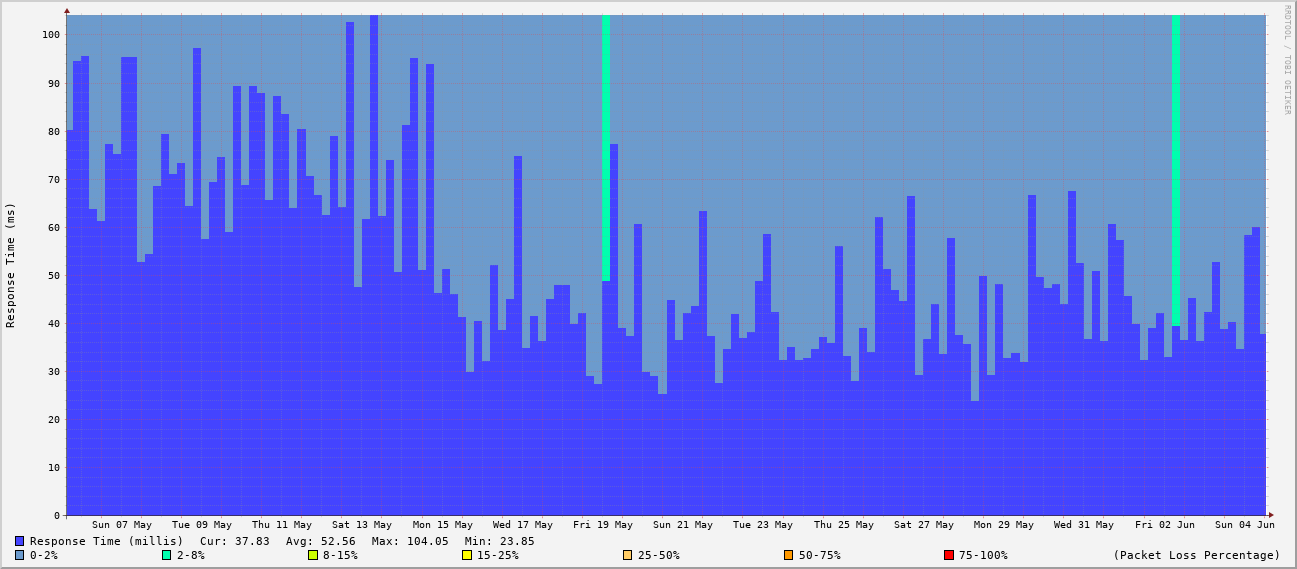 RRDTOOL / TOBI OETIKER
Response Time (ms)
100
90
80
70
60
50
40
30
20
10
0
Sun 07 May Tue 09 May Thu 11 May Sat 13 May Mon 15 May Wed 17 May Fri 19 May Sun 21 May Tue 23 May Thu 25 May Sat 27 May Mon 29 May Wed 31 May Fri 02 Jun Sun 04 Jun
Response Time (millis) Cur: 37.83 Avg: 52.56 Max: 104.05 Min: 23.85
0-2% 2-8% 8-15% 15-25% 25-50% 50-75% 75-100% (Packet Loss Percentage)